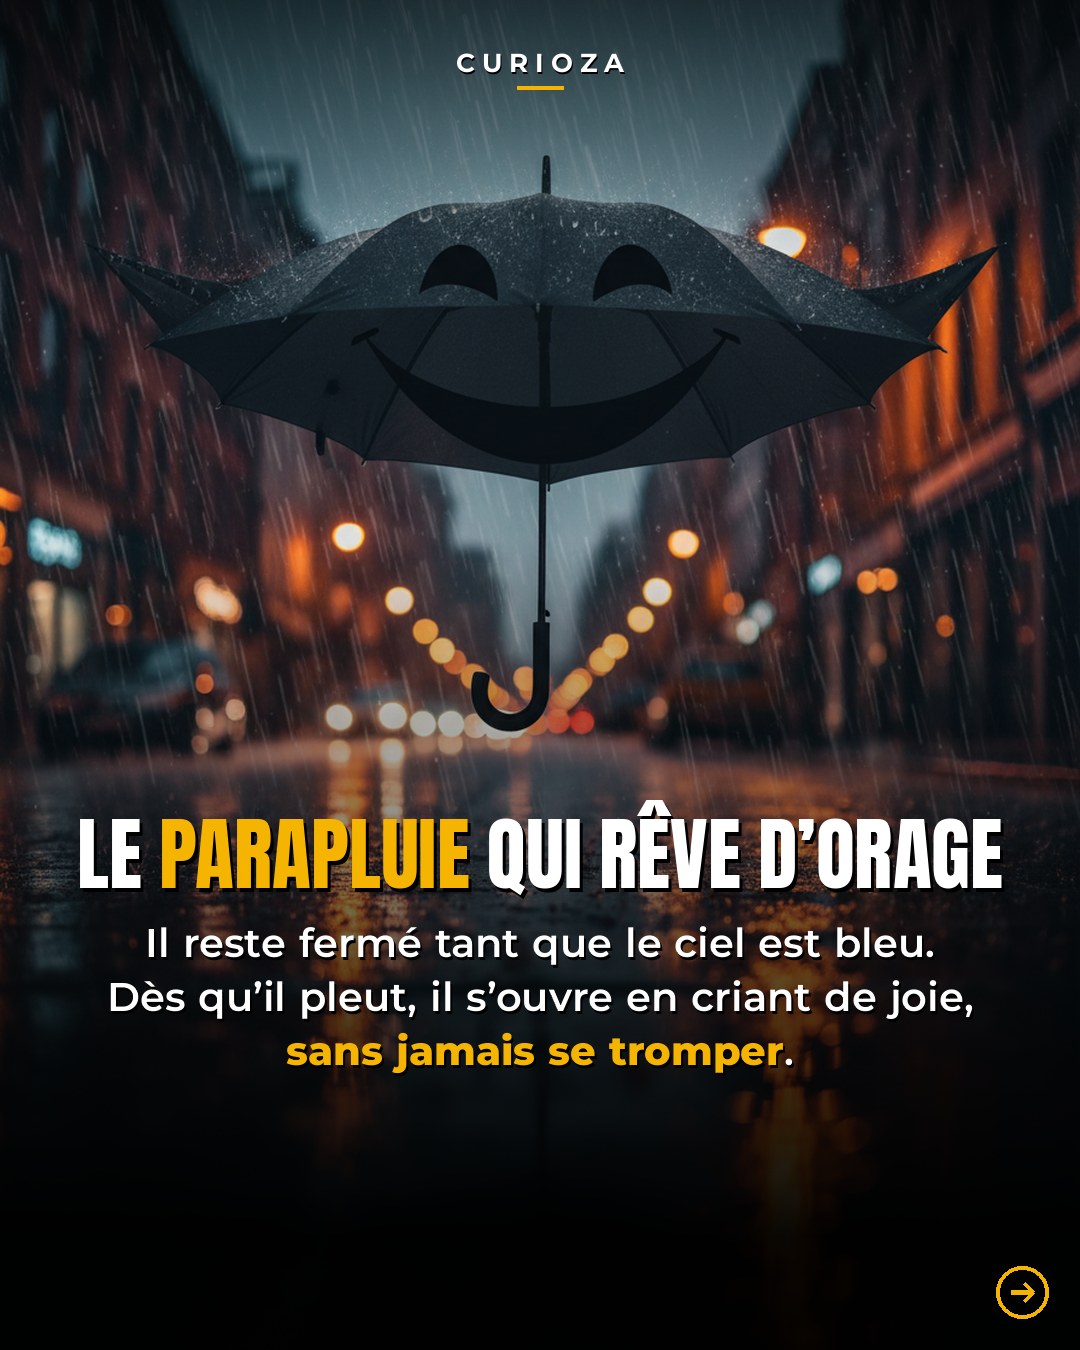 CURIOZA
LE PARAPLUIE QUI RÊVE D’ORAGE
Il reste fermé tant que le ciel est bleu.
Dès qu’il pleut, il s’ouvre en criant de joie,
sans jamais se tromper.